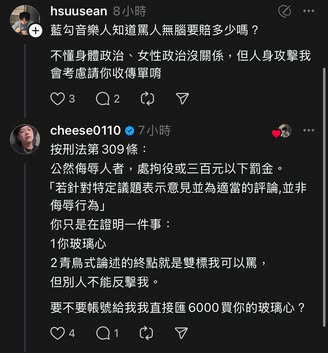 hsuusean 8小時
藍勾音樂人知道罵人無腦要賠多少嗎？
不懂身體政治、女性政治沒關係，但人身攻擊我
會考慮請你收傳單唷
3 2
cheese0110 7小時
按刑法第309條：
公然侮辱人者，處拘役或三百元以下罰金。
「若針對特定議題表示意見並為適當的評論,並非
侮辱行為」
你只是在證明一件事：
1你玻璃心
2青鳥式論述的終點就是雙標我可以罵，
但別人不能反擊我。
要不要帳號給我我直接匯6000買你的玻璃心？
4 1